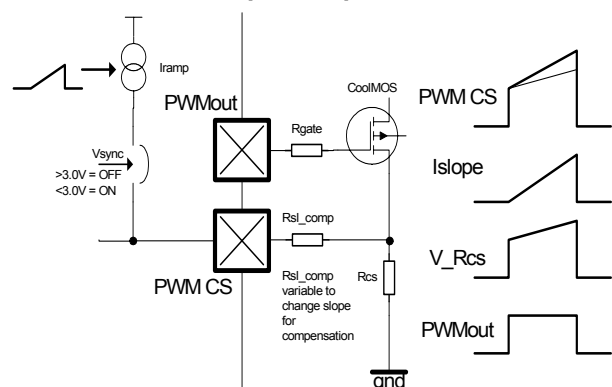 Iramp
CoolMOS
PWMout
Rgate
PWM CS
Vsync
>3.0V = OFF
<3.0V = ON
Islope
Rsl_comp
V_Rcs
PWM CS
Rsl_comp
variable to
change slope
for
compensation
Rcs
PWMout
gnd